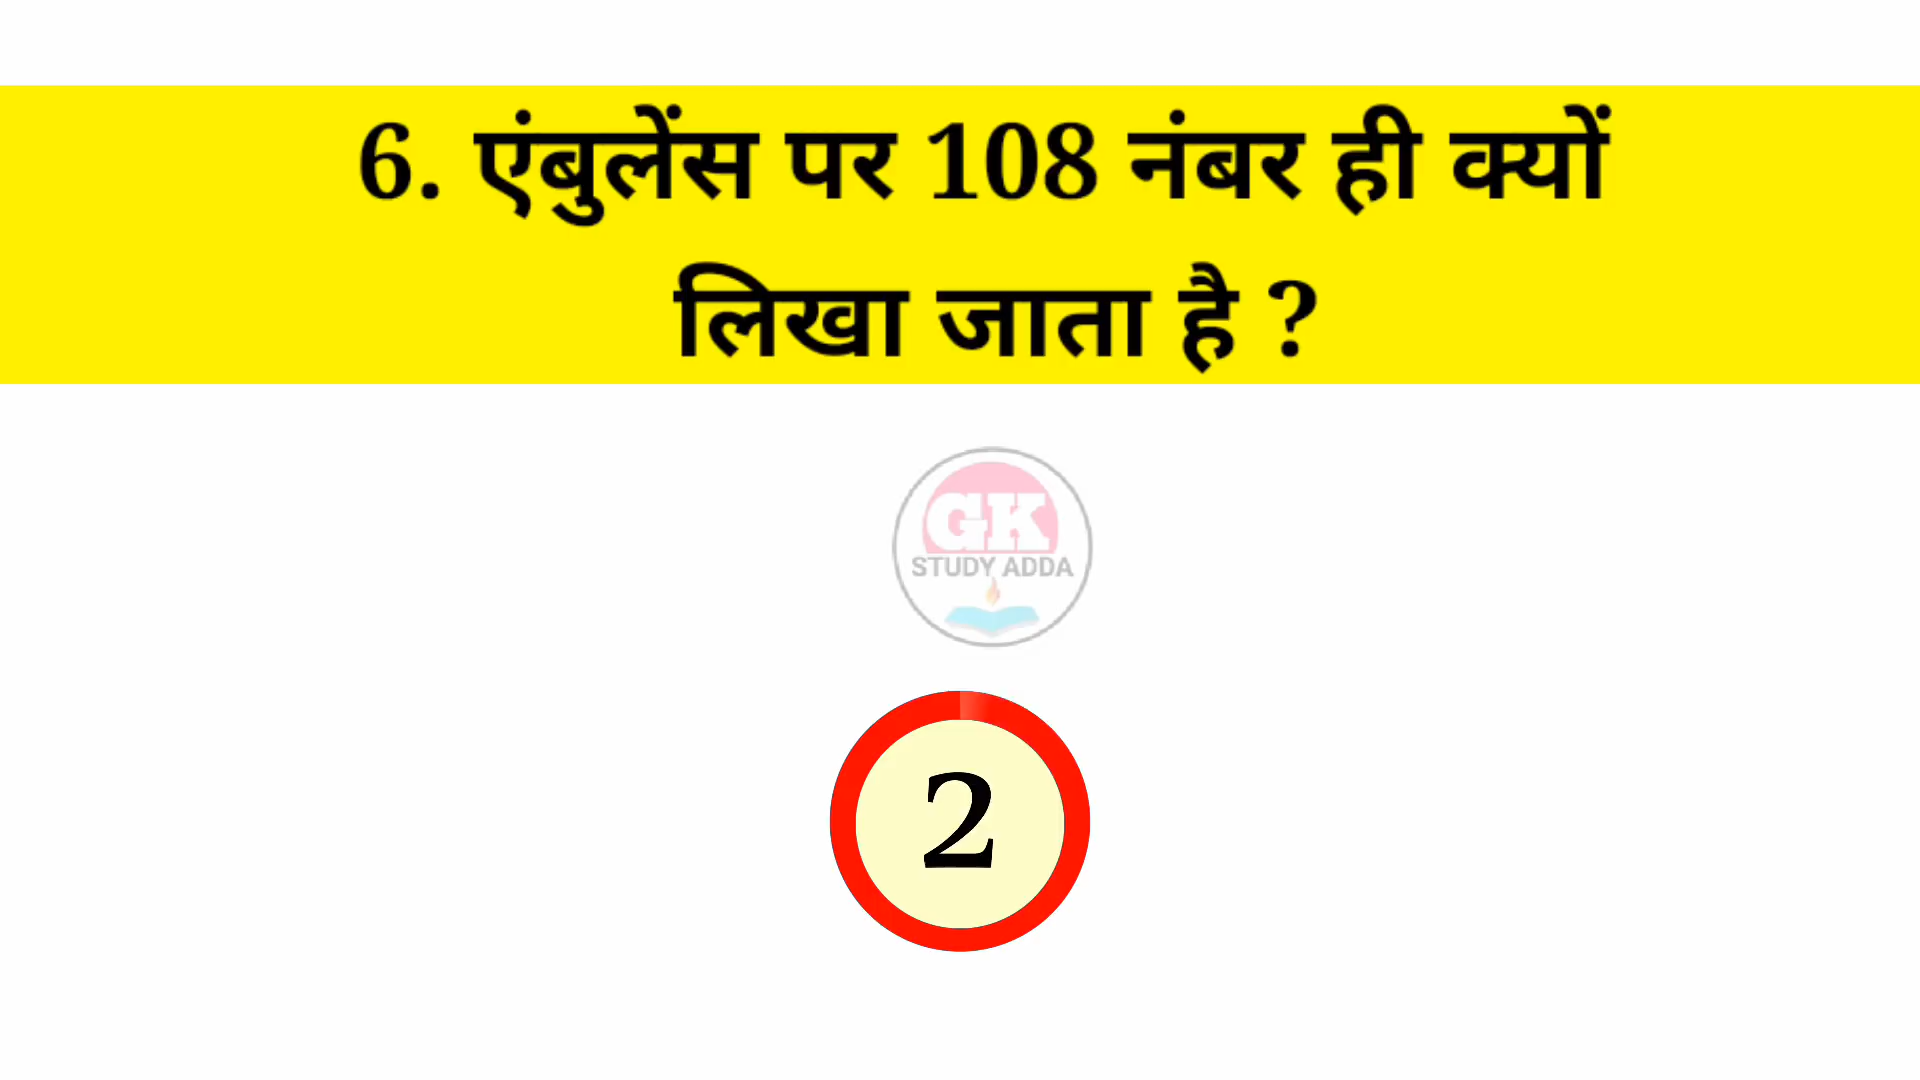 6. एंबुलेंस पर 108 नंबर ही क्यों
लिखा जाता है ?
GK
STUDY ADDA
2